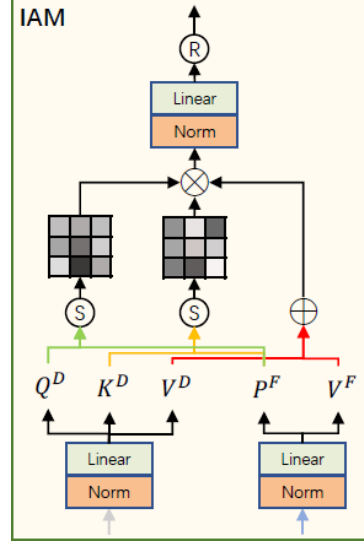 IAM
R
Linear
Norm
S S
Q^D K^D V^D P^F V^F
Linear Linear
Norm Norm